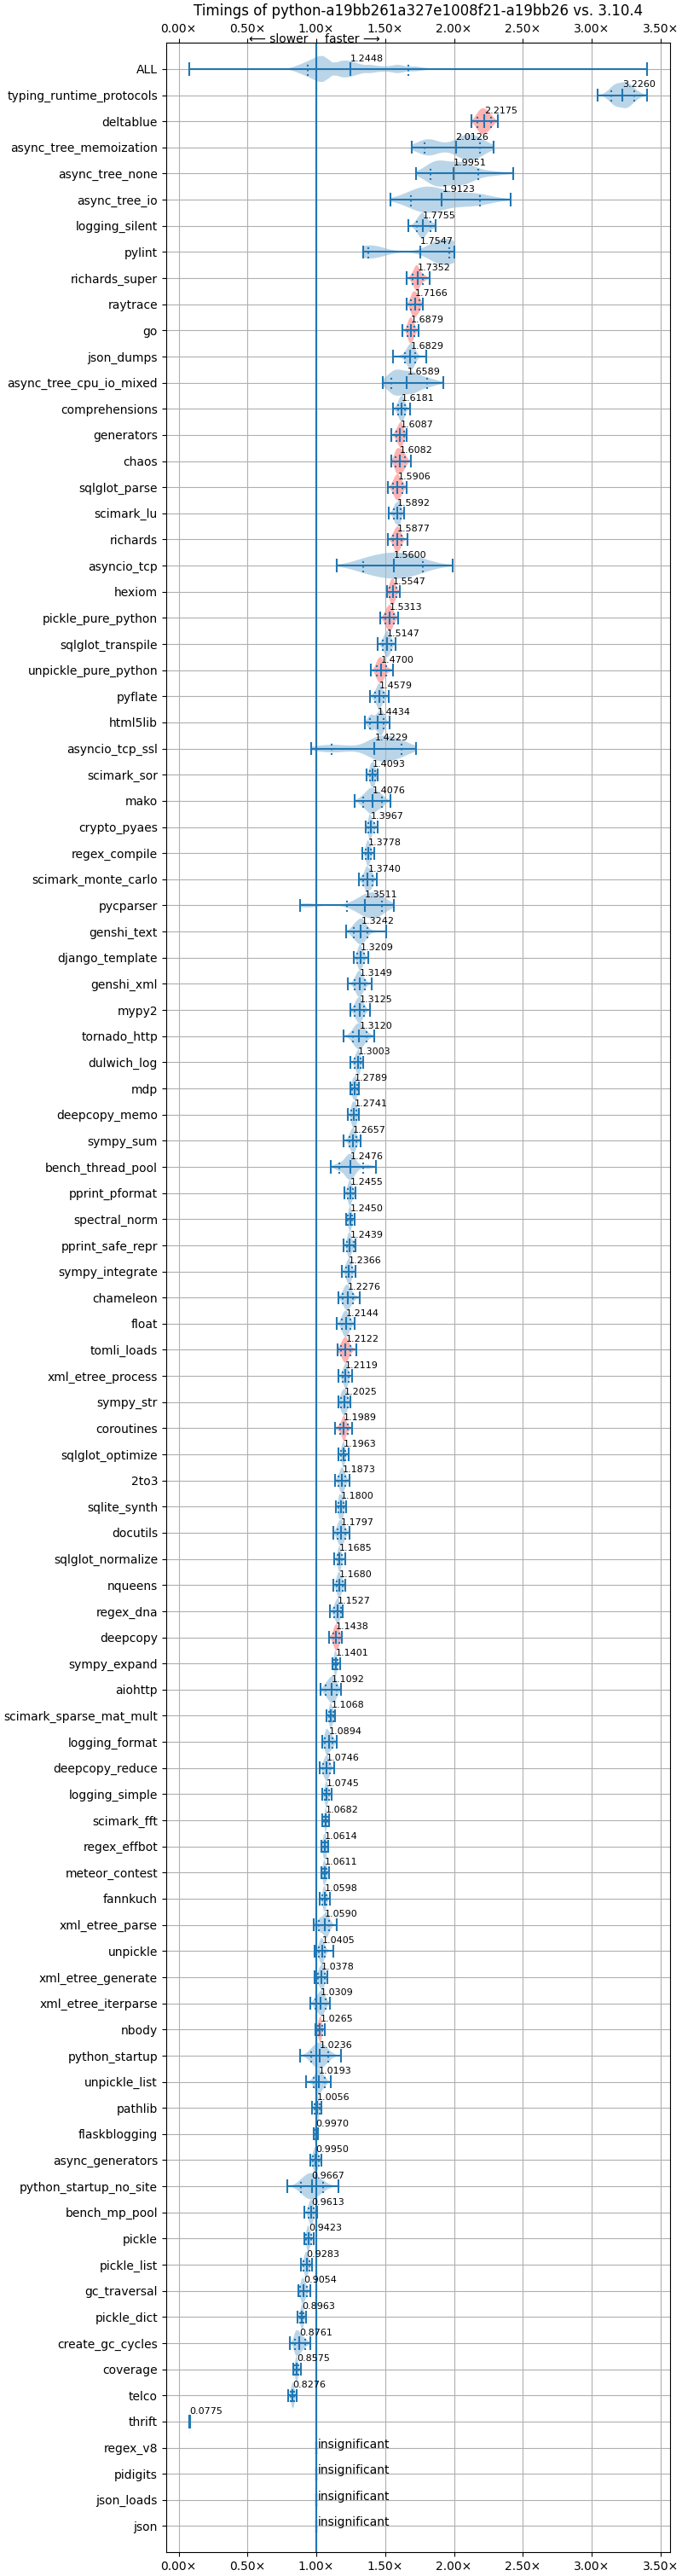 Timings of python-a19bb261a327e1008f21-a19bb26 vs. 3.10.4
0.00× 0.50× 1.00× 1.50× 2.00× 2.50× 3.00× 3.50×
⟵ slower faster ⟶
ALL 1.2448
typing_runtime_protocols 3.2260
deltablue 2.2175
async_tree_memoization 2.0126
async_tree_none 1.9951
async_tree_io 1.9123
logging_silent 1.7755
pylint 1.7547
richards_super 1.7352
raytrace 1.7166
go 1.6879
json_dumps 1.6829
async_tree_cpu_io_mixed 1.6589
comprehensions 1.6181
generators 1.6087
chaos 1.6082
sqlglot_parse 1.5906
scimark_lu 1.5892
richards 1.5877
asyncio_tcp 1.5600
hexiom 1.5547
pickle_pure_python 1.5313
sqlglot_transpile 1.5147
unpickle_pure_python 1.4700
pyflate 1.4579
html5lib 1.4434
asyncio_tcp_ssl 1.4229
scimark_sor 1.4093
mako 1.4076
crypto_pyaes 1.3967
regex_compile 1.3778
scimark_monte_carlo 1.3740
pycparser 1.3511
genshi_text 1.3242
django_template 1.3209
genshi_xml 1.3149
mypy2 1.3125
tornado_http 1.3120
dulwich_log 1.3003
mdp 1.2789
deepcopy_memo 1.2741
sympy_sum 1.2657
bench_thread_pool 1.2476
pprint_pformat 1.2455
spectral_norm 1.2450
pprint_safe_repr 1.2439
sympy_integrate 1.2366
chameleon 1.2276
float 1.2144
tomli_loads 1.2122
xml_etree_process 1.2119
sympy_str 1.2025
coroutines 1.1989
sqlglot_optimize 1.1963
2to3 1.1873
sqlite_synth 1.1800
docutils 1.1797
sqlglot_normalize 1.1685
nqueens 1.1680
regex_dna 1.1527
deepcopy 1.1438
sympy_expand 1.1401
aiohttp 1.1092
scimark_sparse_mat_mult 1.1068
logging_format 1.0894
deepcopy_reduce 1.0746
logging_simple 1.0745
scimark_fft 1.0682
regex_effbot 1.0614
meteor_contest 1.0611
fannkuch 1.0598
xml_etree_parse 1.0590
unpickle 1.0405
xml_etree_generate 1.0378
xml_etree_iterparse 1.0309
nbody 1.0265
python_startup 1.0236
unpickle_list 1.0193
pathlib 1.0056
flaskblogging 0.9970
async_generators 0.9950
python_startup_no_site 0.9667
bench_mp_pool 0.9613
pickle 0.9423
pickle_list 0.9283
gc_traversal 0.9054
pickle_dict 0.8963
create_gc_cycles 0.8761
coverage 0.8575
telco 0.8276
thrift 0.0775
regex_v8 insignificant
pidigits insignificant
json_loads insignificant
json insignificant
0.00× 0.50× 1.00× 1.50× 2.00× 2.50× 3.00× 3.50×